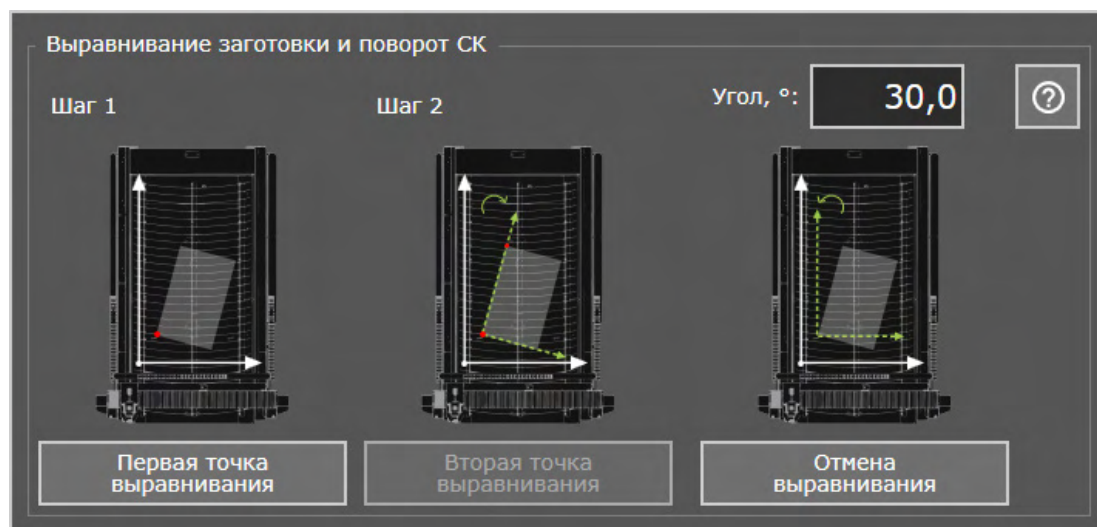 Выравнивание заготовки и поворот СК
Шаг 1
Шаг 2
Угол, °:
30,0
Первая точка
выравнивания
Вторая точка
выравнивания
Отмена
выравнивания